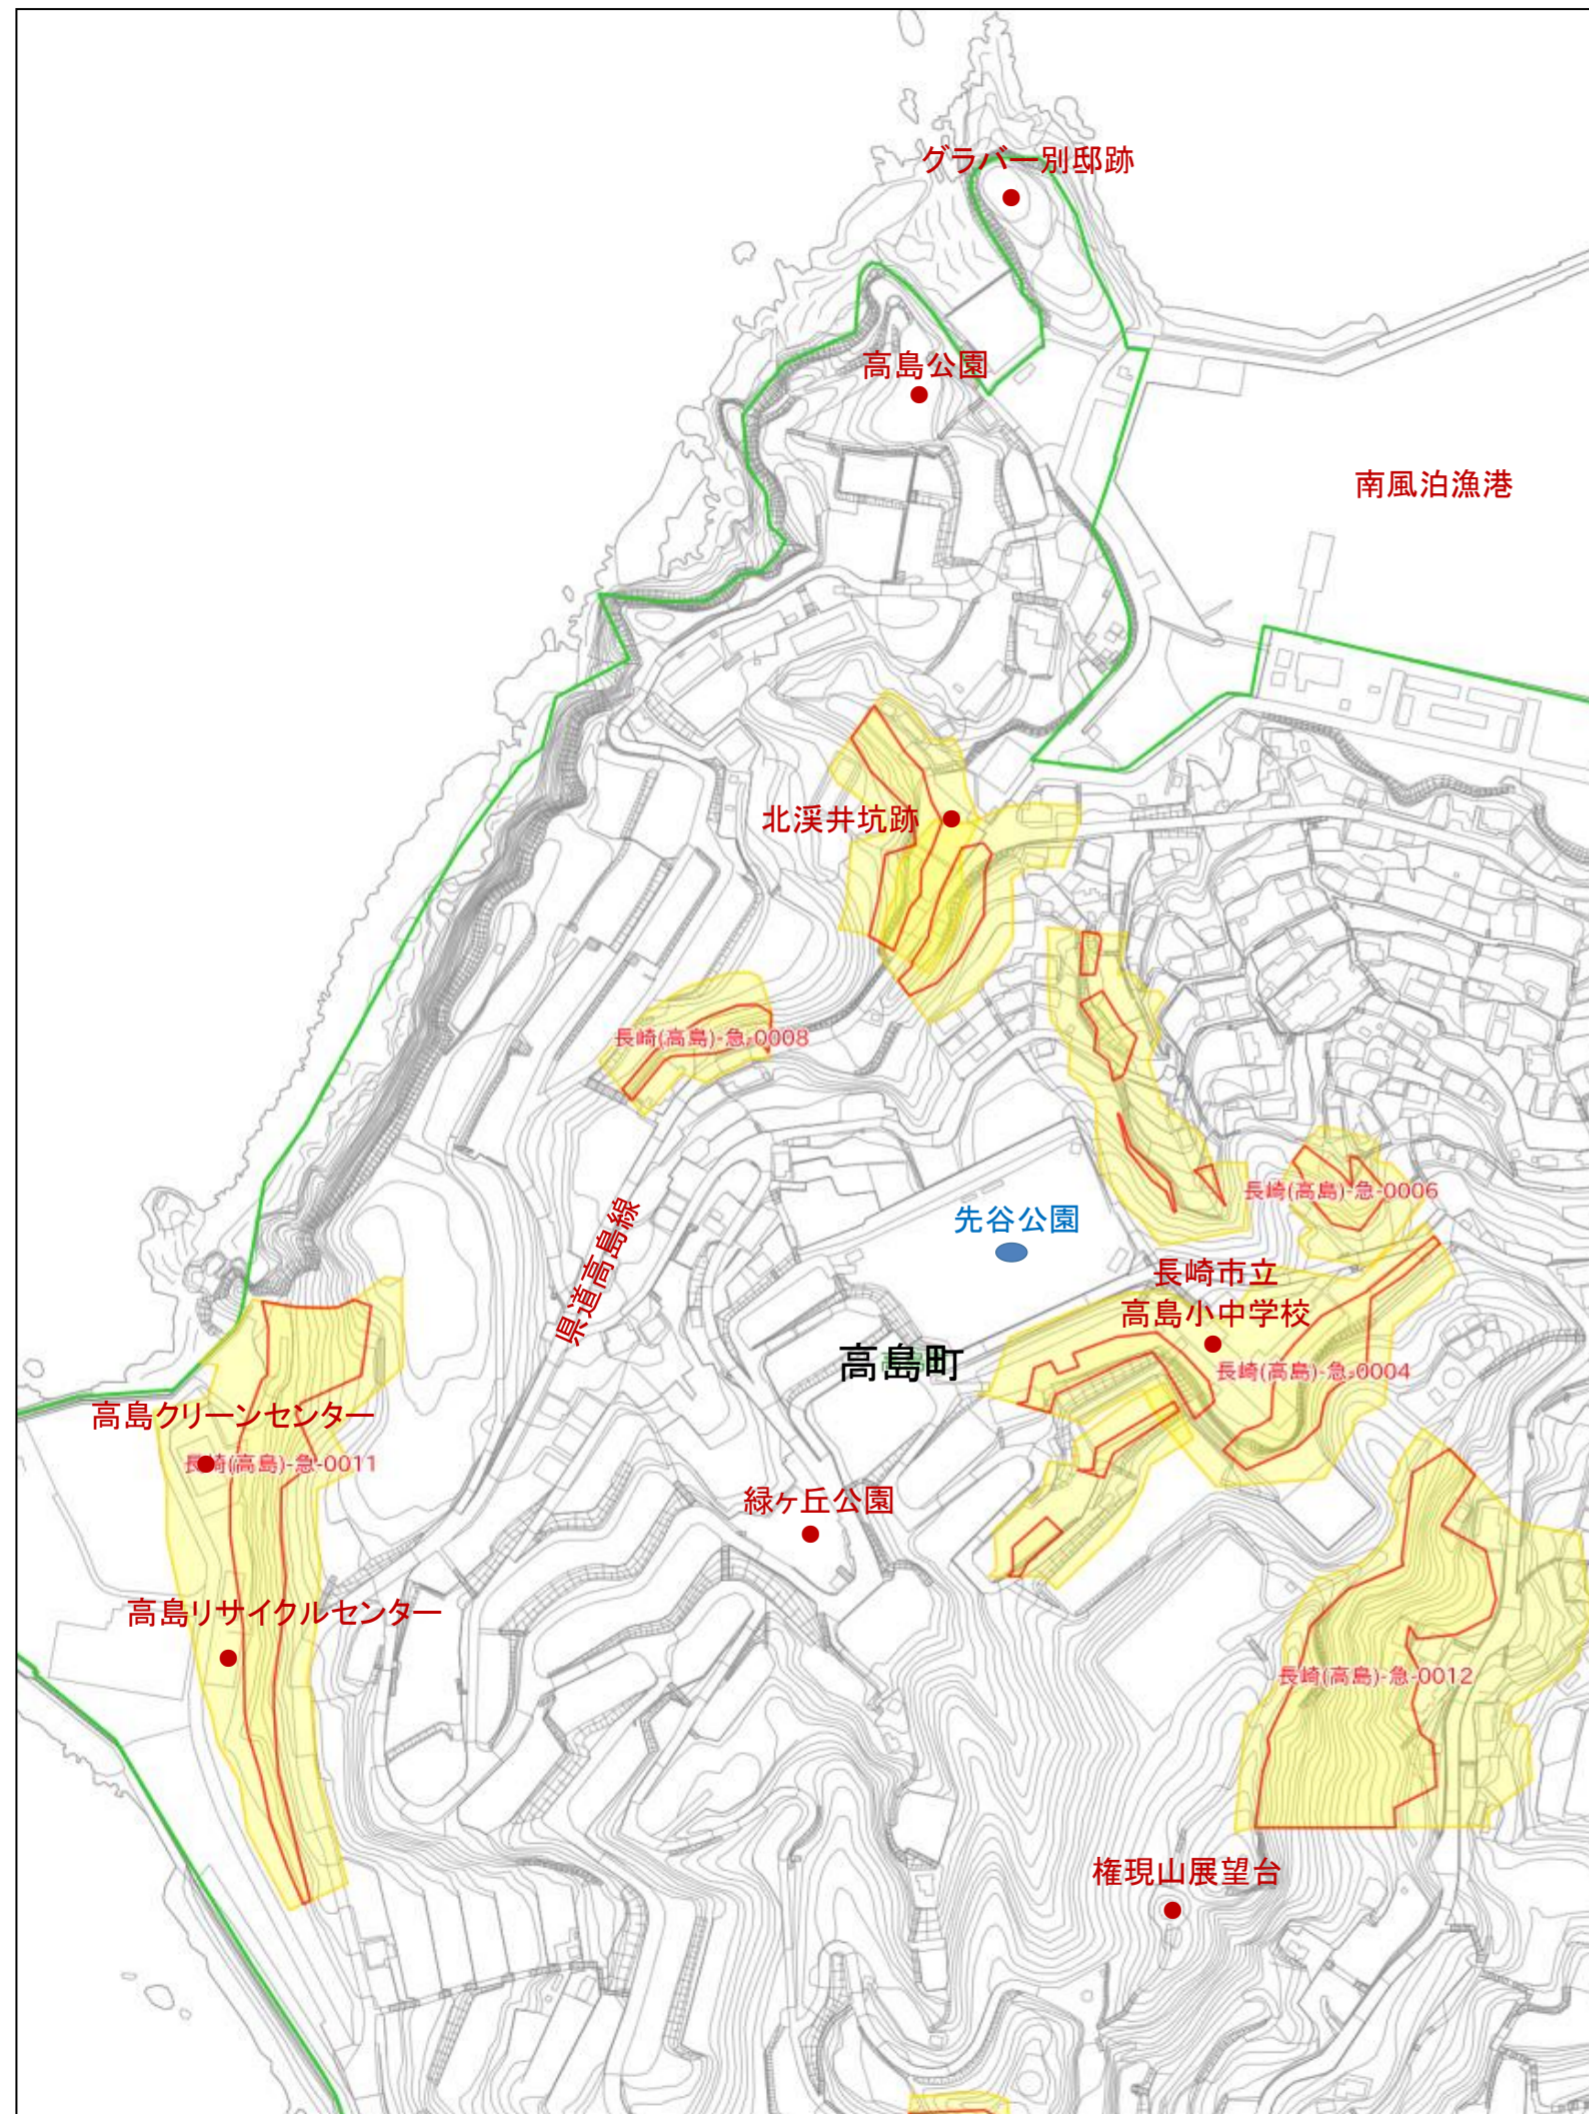 グラバー別邸跡
高島公園
南風泊漁港
北渓井坑跡
長崎(高島)-急-0008
長崎(高島)-急-0006
県道高島線
先谷公園
長崎市立
高島小中学校
高島町
長崎(高島)-急-0004
高島クリーンセンター
長崎(高島)-急-0011
緑ヶ丘公園
高島リサイクルセンター
長崎(高島)-急-0012
権現山展望台